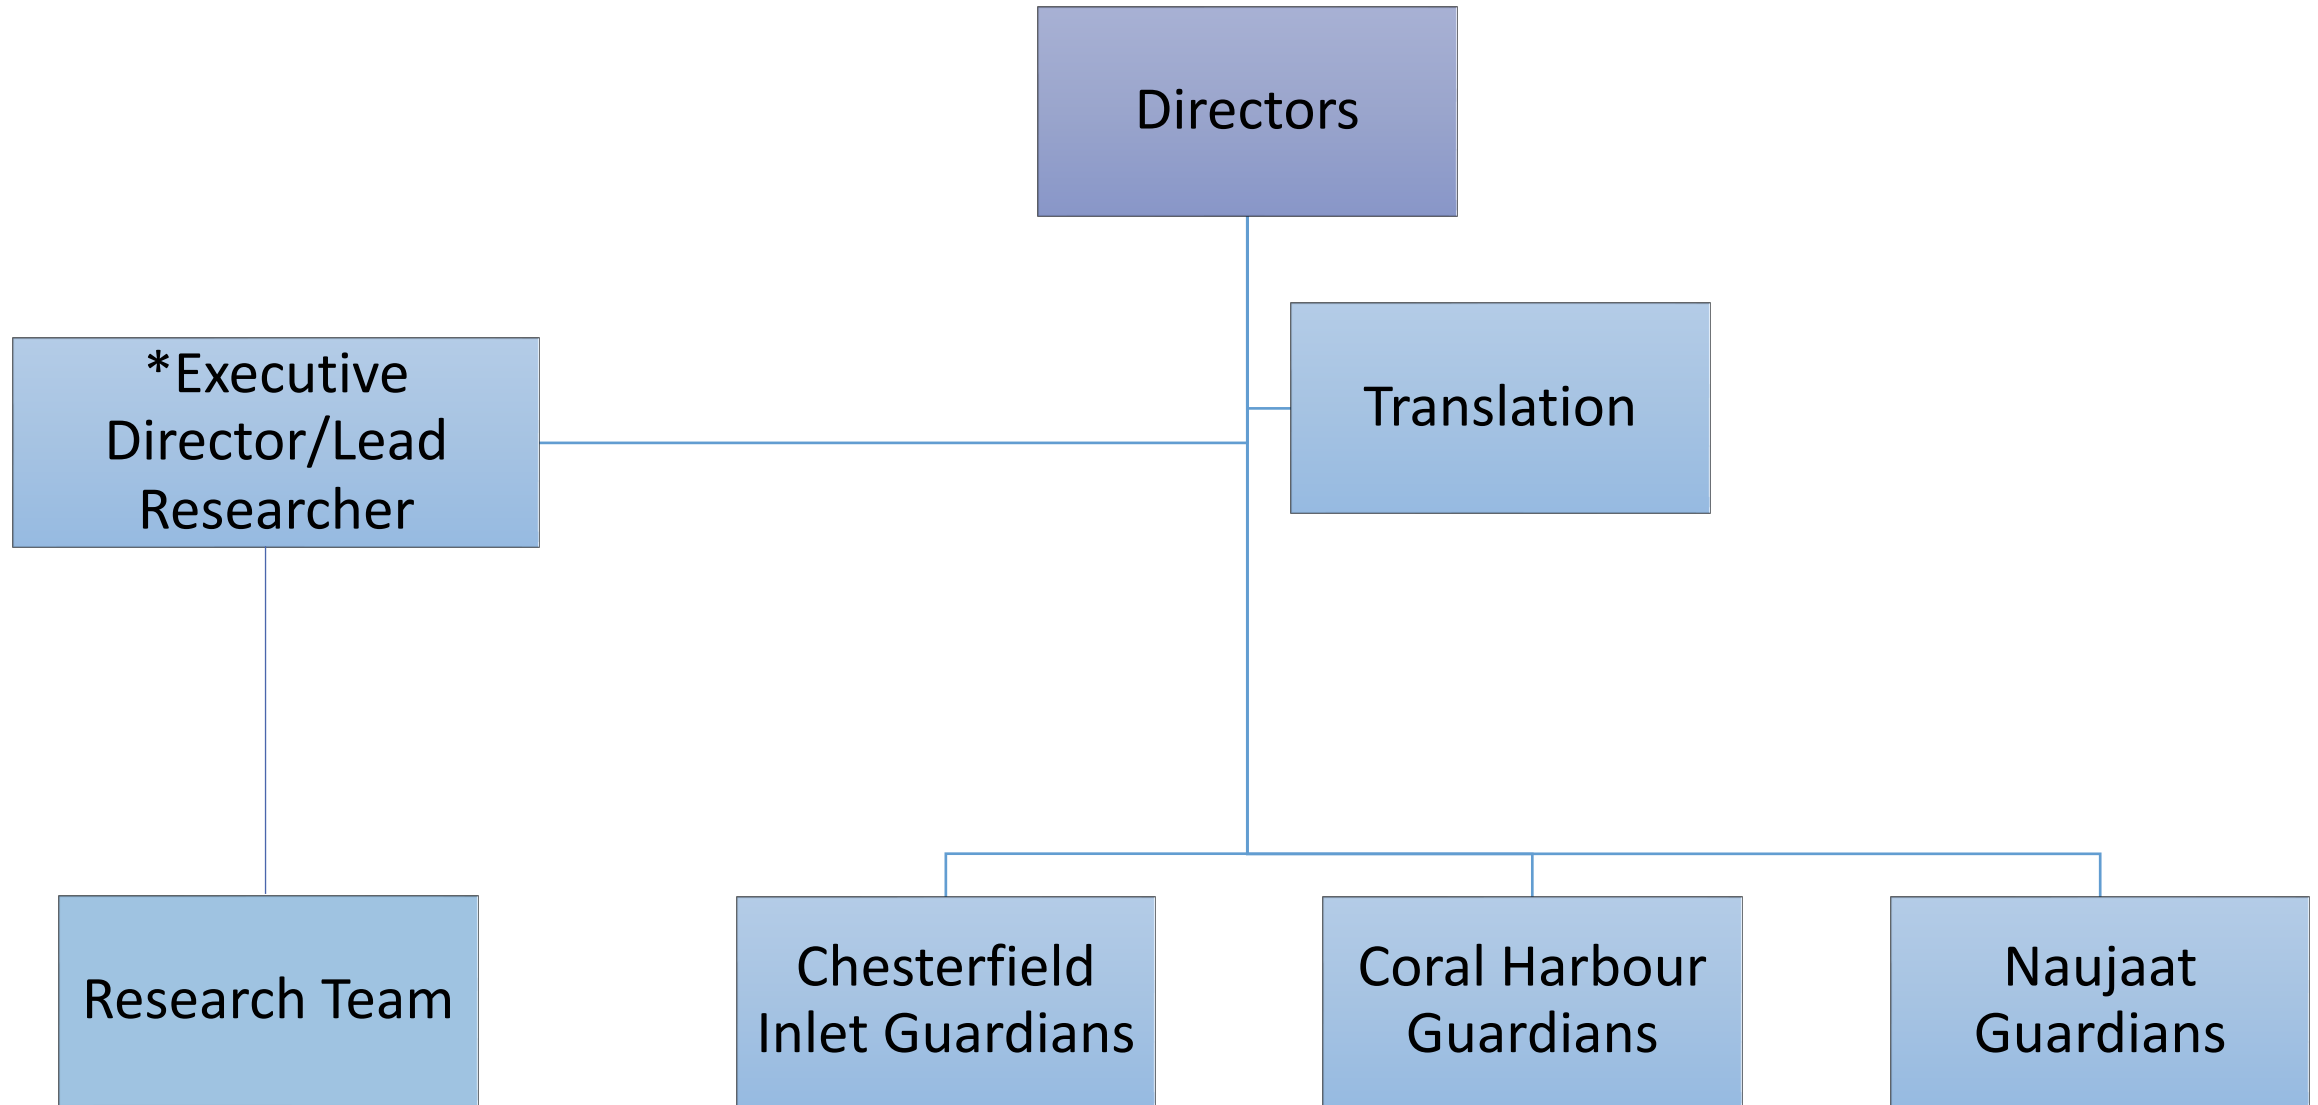 Directors
Translation
*Executive
Director/Lead
Researcher
Research Team
Chesterfield
Inlet Guardians
Coral Harbour
Guardians
Naujaat
Guardians